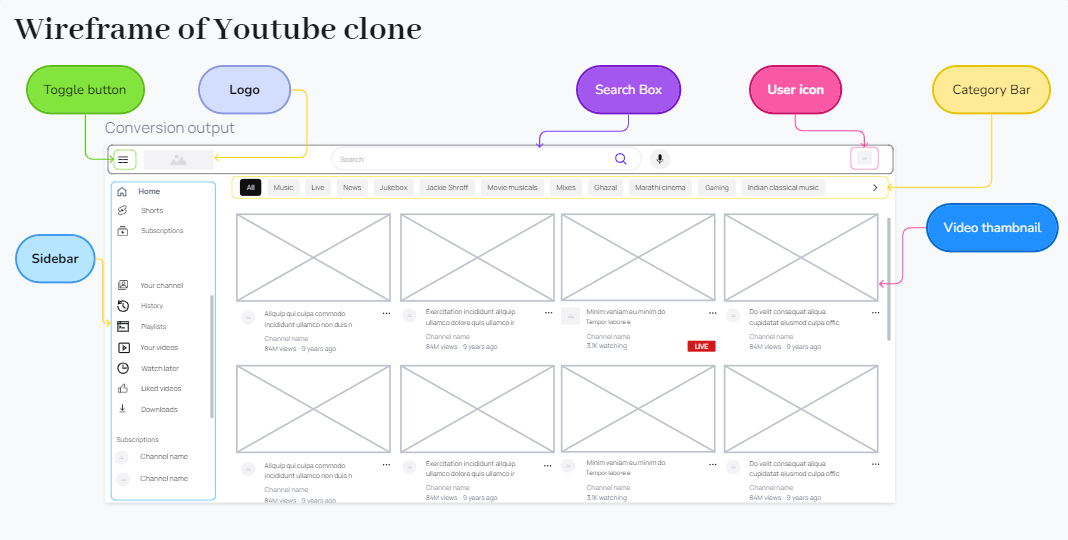 Wireframe of Youtube clone
Toggle button
Logo
Search Box
User icon
Category Bar
Conversion output
Search
All Music Live News Jukebox Jackie Shroff Movie musicals Mixes Ghazal Marathi cinema Gaming Indian classical music
Home
Shorts
Subscriptions
Sidebar
Your channel
History
Playlists
Your videos
Watch later
Liked videos
Downloads
Subscriptions
Channel name
Channel name
Video thambnail
Aliquip qui culpa commodo
incididunt ullamco non duis n
Channel name
84M views · 9 years ago
Exercitation incididunt aliquip
ullamco dolore quis ullamco ir
Channel name
84M views · 9 years ago
Minim veniam eu minim do
Tempor labore e
Channel name
3.1K watching
LIVE
Do velit consequat aliqua
cupidatat eiusmod culpa offic
Channel name
84M views · 9 years ago
Aliquip qui culpa commodo
incididunt ullamco non duis n
Channel name
84M views · 9 years ago
Exercitation incididunt aliquip
ullamco dolore quis ullamco ir
Channel name
84M views · 9 years ago
Minim veniam eu minim do
Tempor labore e
Channel name
3.1K watching
Do velit consequat aliqua
cupidatat eiusmod culpa offic
Channel name
84M views · 9 years ago